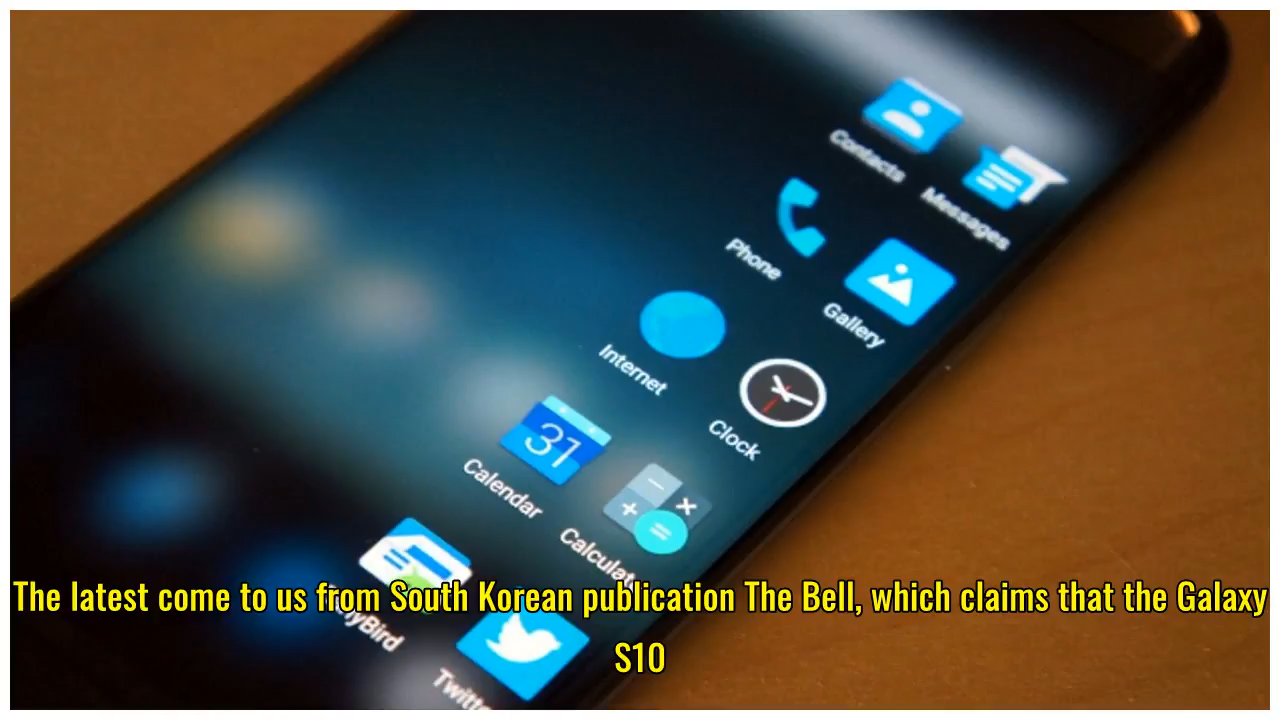 Contacts
Messages
Phone
Gallery
Internet
Clock
31
Calendar
The latest come to us from South Korean publication The Bell, which claims that the Galaxy
S10